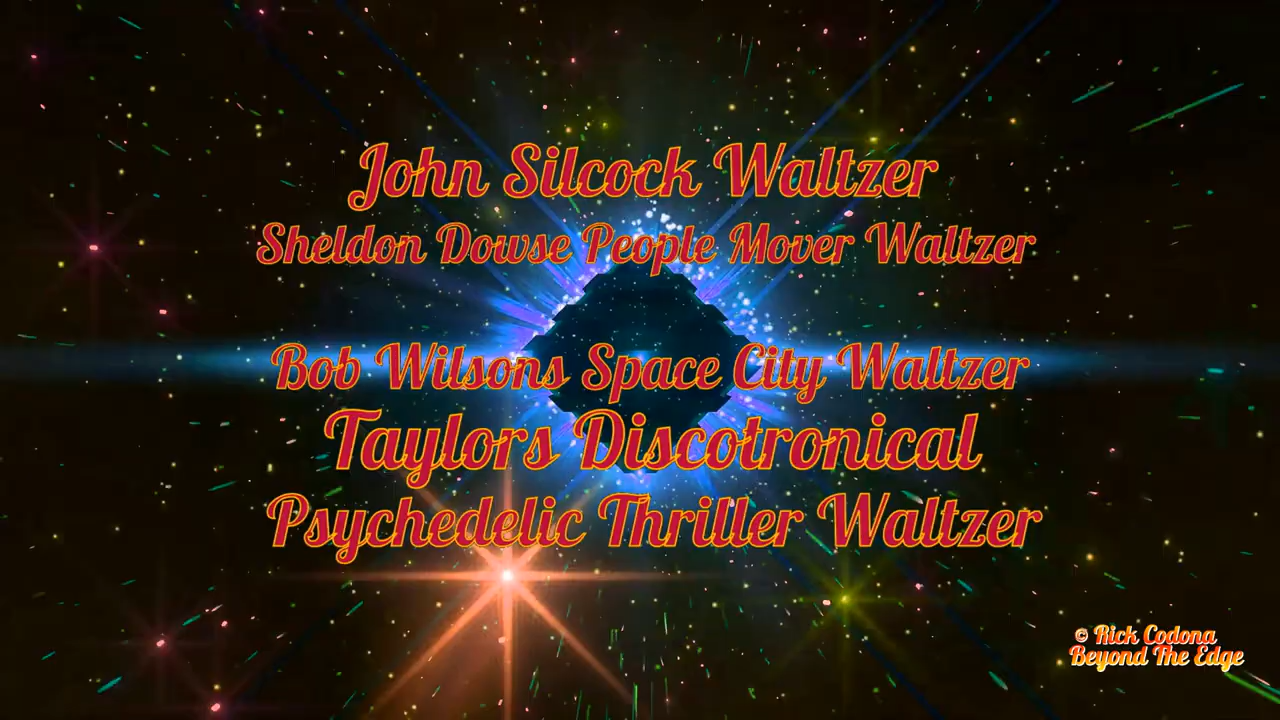 John Silcock Waltzer
Sheldon Dowse People Mover Waltzer
Bob Wilsons Space City Waltzer
Taylors Discotronical
Psychedelic Thriller Waltzer
© Rick Codona
Beyond The Edge